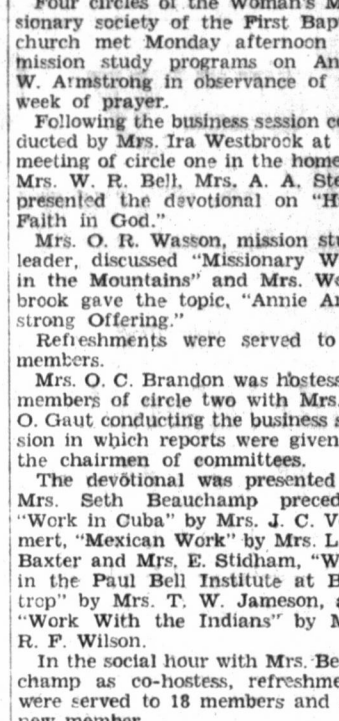 Four circles of the Woman's M
sionary society of the First Bap
church met Monday afternoon
mission study programs on An
W. Armstrong in observance of
week of prayer.
Following the business session c
ducted by Mrs. Ira Westbrook at
meeting of circle one in the home
Mrs. W. R. Bell, Mrs. A. A. Ste
presented the devotional on "H
Faith in God."
Mrs. O. R. Wasson, mission stu
leader, discussed "Missionary W
in the Mountains" and Mrs. We
brook gave the topic, "Annie Ar
strong Offering."
Refreshments were served to
members.
Mrs. O. C. Brandon was hostess
members of circle two with Mrs.
O. Gaut conducting the business s
sion in which reports were given
the chairmen of committees.
The devotional was presented
Mrs. Seth Beauchamp preced
"Work in Cuba" by Mrs. J. C. V
mert, "Mexican Work" by Mrs. L
Baxter and Mrs. E. Stidham, "W
in the Paul Bell Institute at B
trop" by Mrs. T. W. Jameson, a
"Work With the Indians" by M
R. F. Wilson.
In the social hour with Mrs. Be
champ as co-hostess, refreshme
were served to 18 members and
new member.